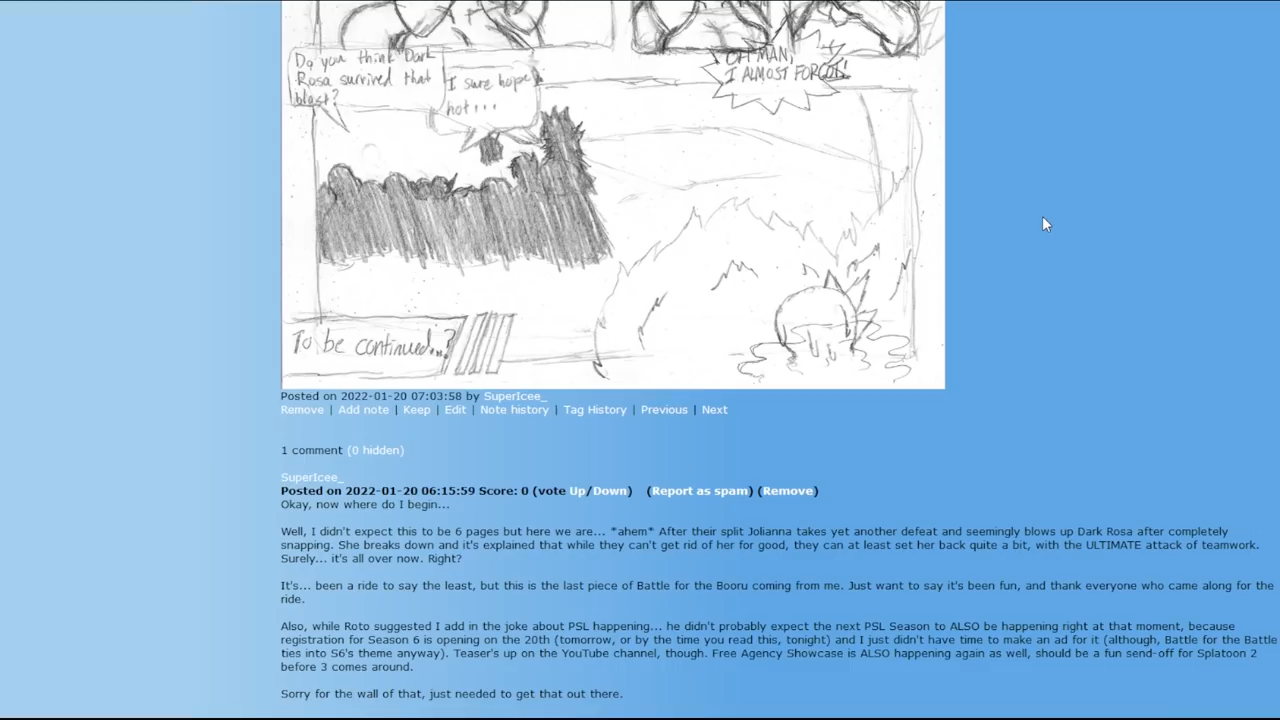 OH MAN,
I ALMOST FORGOT!
Do you think Dark
Rosa survived that
blast?
I sure hope
not...
To be continued..?
Posted on 2022-01-20 07:03:58 by SuperIcee_
Remove | Add note | Keep | Edit | Note history | Tag History | Previous | Next
1 comment (0 hidden)
SuperIcee_
Posted on 2022-01-20 06:15:59 Score: 0 (vote Up/Down) (Report as spam) (Remove)
Okay, now where do I begin...
Well, I didn't expect this to be 6 pages but here we are... *ahem* After their split Jolianna takes yet another defeat and seemingly blows up Dark Rosa after completely
snapping. She breaks down and it's explained that while they can't get rid of her for good, they can at least set her back quite a bit, with the ULTIMATE attack of teamwork.
Surely... it's all over now. Right?
It's... been a ride to say the least, but this is the last piece of Battle for the Booru coming from me. Just want to say it's been fun, and thank everyone who came along for the
ride.
Also, while Roto suggested I add in the joke about PSL happening... he didn't probably expect the next PSL Season to ALSO be happening right at that moment, because
registration for Season 6 is opening on the 20th (tomorrow, or by the time you read this, tonight) and I just didn't have time to make an ad for it (although, Battle for the Battle
ties into S6's theme anyway). Teaser's up on the YouTube channel, though. Free Agency Showcase is ALSO happening again as well, should be a fun send-off for Splatoon 2
before 3 comes around.
Sorry for the wall of that, just needed to get that out there.